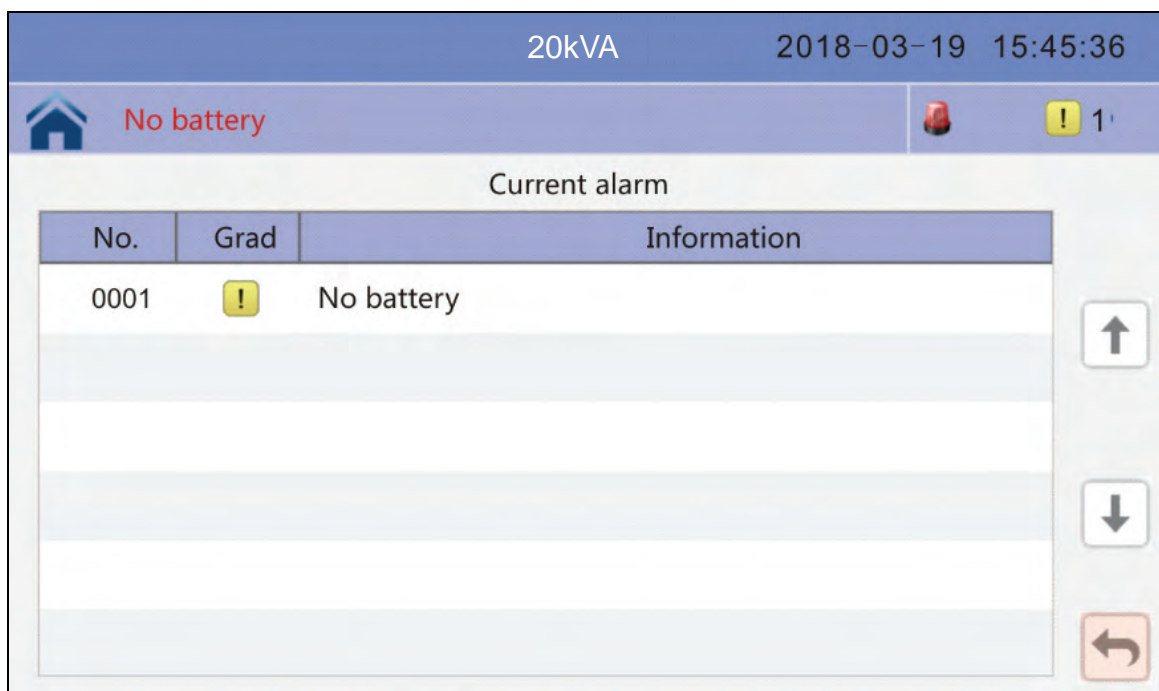 20kVA 2018-03-19 15:45:36
No battery ! 1
Current alarm
No. Grad Information
0001 ! No battery